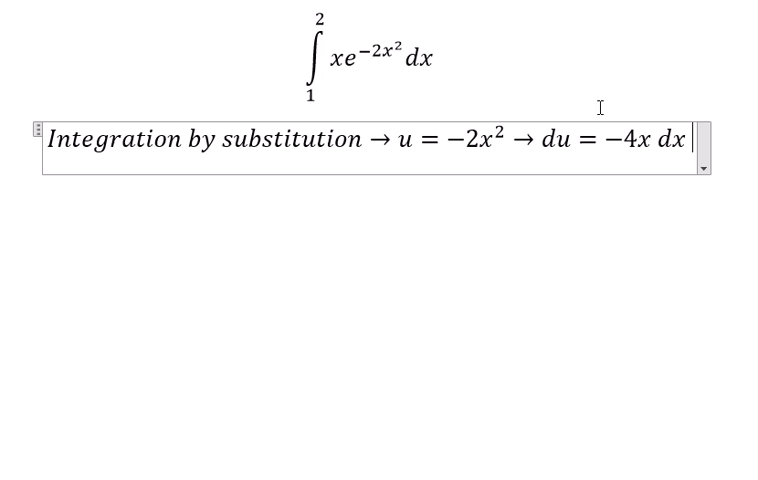 ∫₁² xe^{−2x²} dx
Integration by substitution → u = −2x² → du = −4x dx